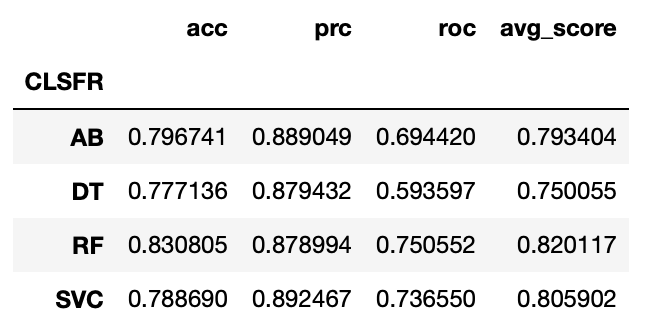 acc prc roc avg_score
CLSFR
AB 0.796741 0.889049 0.694420 0.793404
DT 0.777136 0.879432 0.593597 0.750055
RF 0.830805 0.878994 0.750552 0.820117
SVC 0.788690 0.892467 0.736550 0.805902